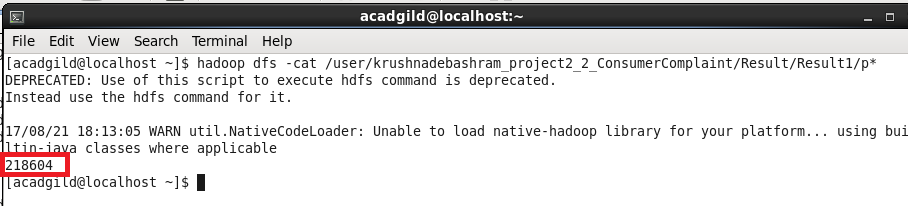 acadgild@localhost:~
File Edit View Search Terminal Help
[acadgild@localhost ~]$ hadoop dfs -cat /user/krushnadebashram_project2_2_ConsumerComplaint/Result/Result1/p*
DEPRECATED: Use of this script to execute hdfs command is deprecated.
Instead use the hdfs command for it.
17/08/21 18:13:05 WARN util.NativeCodeLoader: Unable to load native-hadoop library for your platform... using bui
ltin-java classes where applicable
218604
[acadgild@localhost ~]$